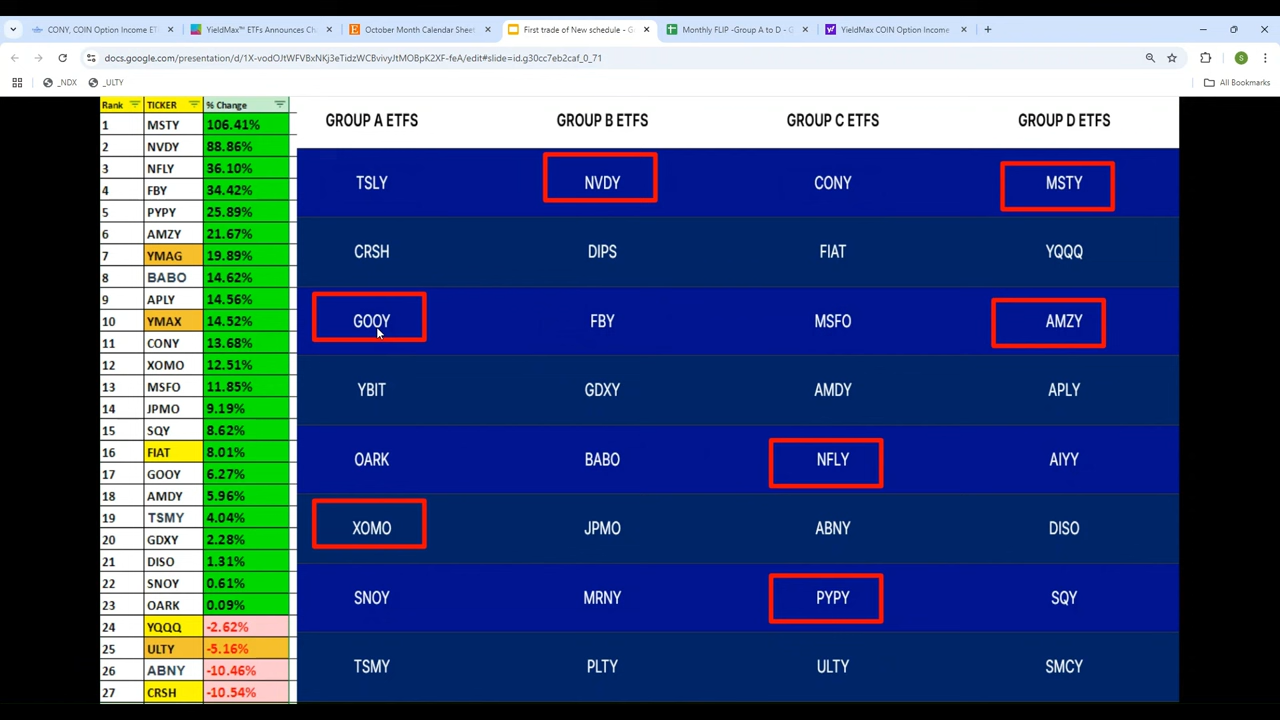 CONY, COIN Option Income ET
YieldMax™ ETFs Announces Ch
October Month Calendar Sheet
First trade of New schedule - G
Monthly FLIP -Group A to D - G
YieldMax COIN Option Income
docs.google.com/presentation/d/1X-vodOJtWFVBxNKj3eTidzWCBvivyJtMOBpK2XF-feA/edit#slide=id.g30cc7eb2caf_0_71
S
_NDX
_ULTY
All Bookmarks
Rank TICKER % Change
1 MSTY 106.41%
2 NVDY 88.86%
3 NFLY 36.10%
4 FBY 34.42%
5 PYPY 25.89%
6 AMZY 21.67%
7 YMAG 19.89%
8 BABO 14.62%
9 APLY 14.56%
10 YMAX 14.52%
11 CONY 13.68%
12 XOMO 12.51%
13 MSFO 11.85%
14 JPMO 9.19%
15 SQY 8.62%
16 FIAT 8.01%
17 GOOY 6.27%
18 AMDY 5.96%
19 TSMY 4.04%
20 GDXY 2.28%
21 DISO 1.31%
22 SNOY 0.61%
23 OARK 0.09%
24 YQQQ -2.62%
25 ULTY -5.16%
26 ABNY -10.46%
27 CRSH -10.54%
GROUP A ETFS GROUP B ETFS GROUP C ETFS GROUP D ETFS
TSLY NVDY CONY MSTY
CRSH DIPS FIAT YQQQ
GOOY FBY MSFO AMZY
YBIT GDXY AMDY APLY
OARK BABO NFLY AIYY
XOMO JPMO ABNY DISO
SNOY MRNY PYPY SQY
TSMY PLTY ULTY SMCY